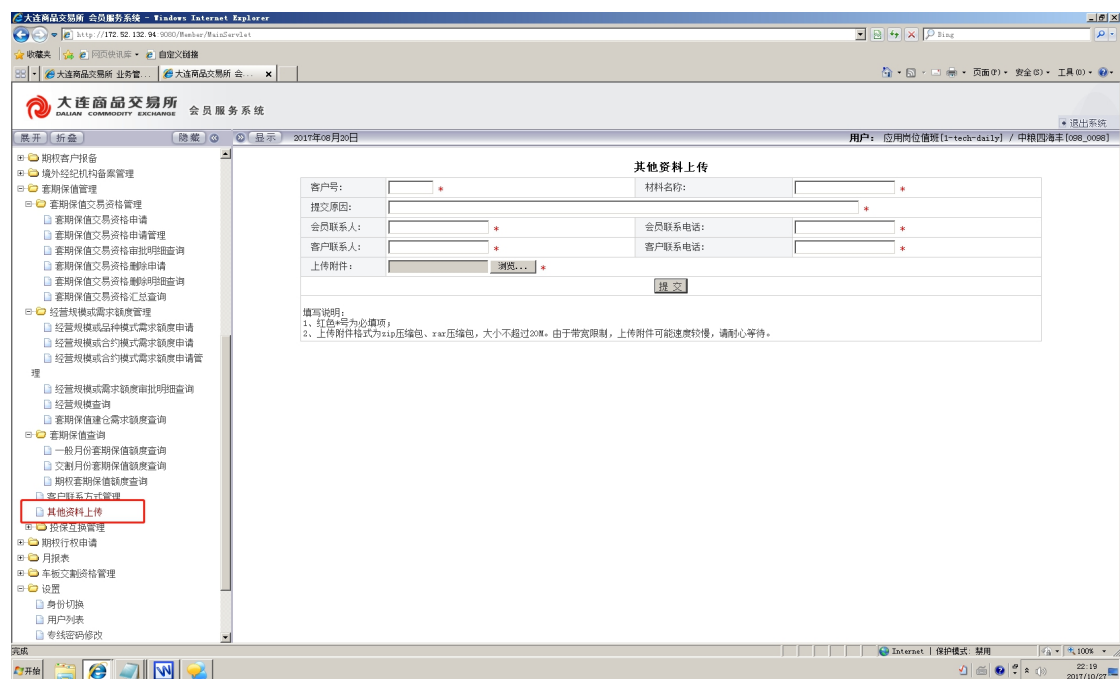 大连商品交易所 会员服务系统 - Windows Internet Explorer
http://172.52.132.94:9080/Member/MainServlet
Bing
收藏夹 网页快讯库 自定义链接
大连商品交易所 业务管... 大连商品交易所 会... x
页面(P) 安全(S) 工具(O)
大连商品交易所 会员服务系统
DALIAN COMMODITY EXCHANGE
退出系统
展开 折叠 隐藏 显示 2017年08月20日 用户: 应用岗位值班[1-tech-daily] / 中粮四海丰[098_0098]
期权客户报备
境外经纪机构备案管理
套期保值管理
套期保值交易资格管理
套期保值交易资格申请
套期保值交易资格申请管理
套期保值交易资格审批明细查询
套期保值交易资格删除申请
套期保值交易资格删除明细查询
套期保值交易资格汇总查询
经营规模或需求额度管理
经营规模或品种模式需求额度申请
经营规模或合约模式需求额度申请
经营规模或合约模式需求额度申请管
理
经营规模或需求额度审批明细查询
经营规模查询
套期保值建仓需求额度查询
套期保值查询
一般月份套期保值额度查询
交割月份套期保值额度查询
期权套期保值额度查询
客户联系方式管理
其他资料上传
投保互换管理
期权行权申请
月报表
车板交割资格管理
设置
身份切换
用户列表
专线密码修改
其他资料上传
客户号: * 材料名称: *
提交原因: *
会员联系人: * 会员联系电话: *
客户联系人: * 客户联系电话: *
上传附件: 浏览... *
提交
填写说明:
1、红色*号为必填项;
2、上传附件格式为zip压缩包、rar压缩包,大小不超过20M。由于带宽限制,上传附件可能速度较慢,请耐心等待。
完成 Internet | 保护模式: 禁用 100%
开始 22:19
2017/10/27